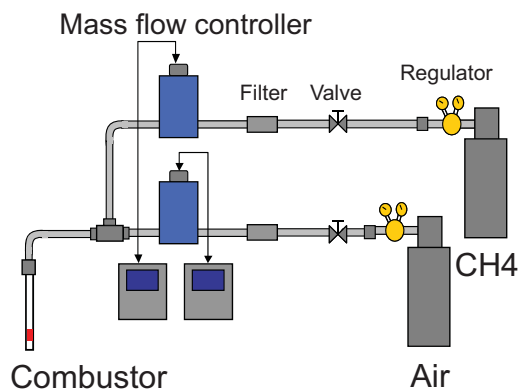 Mass flow controller
Regulator
Filter
Valve
CH4
Combustor
Air